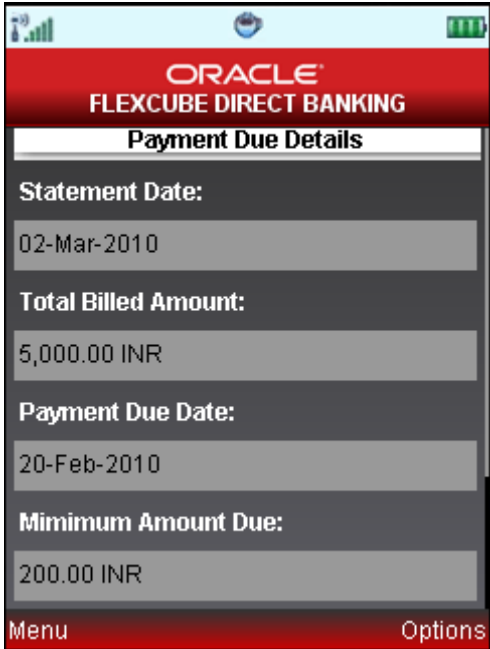 ORACLE
FLEXCUBE DIRECT BANKING
Payment Due Details
Statement Date:
02-Mar-2010
Total Billed Amount:
5,000.00 INR
Payment Due Date:
20-Feb-2010
Mimimum Amount Due:
200.00 INR
Menu Options